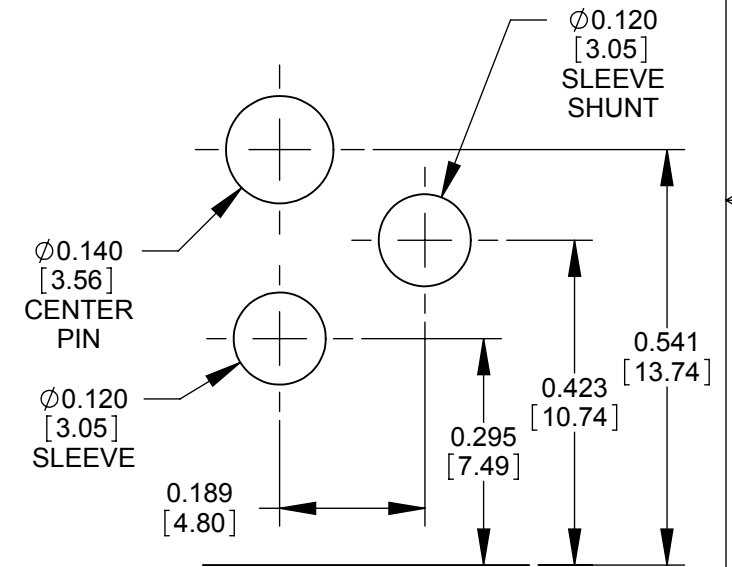 ∅0.120
[3.05]
SLEEVE
SHUNT
∅0.140
[3.56]
CENTER
PIN
∅0.120
[3.05]
SLEEVE
0.189
[4.80]
0.295
[7.49]
0.423
[10.74]
0.541
[13.74]